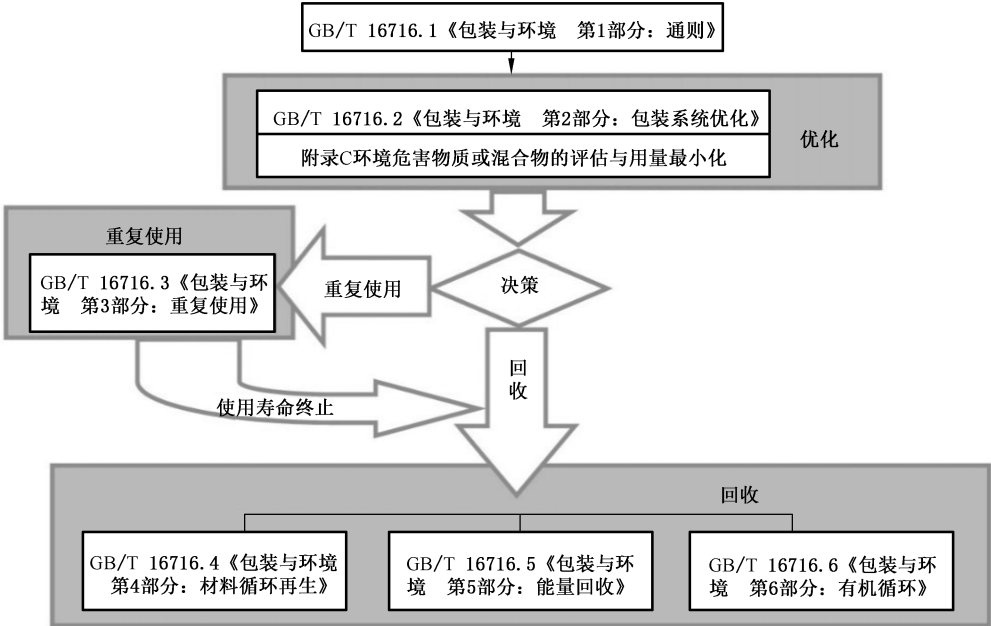 GB/T 16716.1《包装与环境　第1部分：通则》
GB/T 16716.2《包装与环境　第2部分：包装系统优化》
附录C环境危害物质或混合物的评估与用量最小化
优化
重复使用
GB/T 16716.3《包装与环
境　第3部分：重复使用》
重复使用
决策
回
收
使用寿命终止
回收
GB/T 16716.4《包装与环境
第4部分：材料循环再生》
GB/T 16716.5《包装与环
境　第5部分：能量回收》
GB/T 16716.6《包装与环
境　第6部分：有机循环》